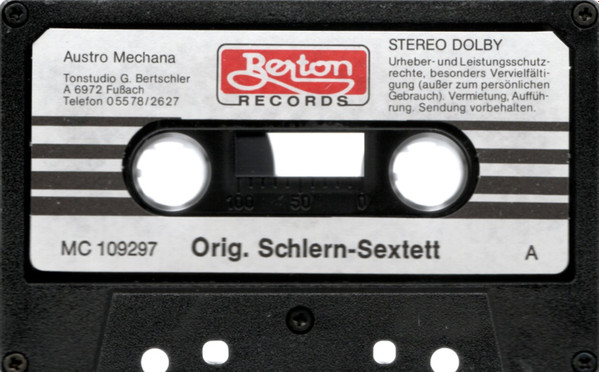 Austro Mechana
Tonstudio G. Bertschler
A 6972 Fußach
Telefon 05578/2627
Berton
RECORDS
STEREO DOLBY
Urheber- und Leistungsschutz-
rechte, besonders Vervielfälti-
gung (außer zum persönlichen
Gebrauch). Vermietung, Auffüh-
rung. Sendung vorbehalten.
100 50 0
MC 109297
Orig. Schlern-Sextett
A